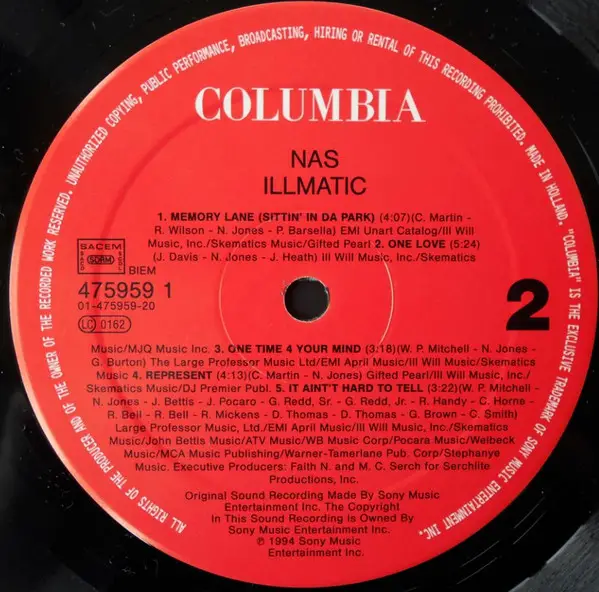 ALL RIGHTS OF THE PRODUCER AND OF THE OWNER OF THE RECORDED WORK RESERVED. UNAUTHORIZED COPYING, PUBLIC PERFORMANCE, BROADCASTING, HIRING OR RENTAL OF THIS RECORDING PROHIBITED. MADE IN HOLLAND. "COLUMBIA" IS THE EXCLUSIVE TRADEMARK OF SONY MUSIC ENTERTAINMENT INC.
COLUMBIA
NAS
ILLMATIC
1. MEMORY LANE (SITTIN' IN DA PARK) (4:07)(C. Martin -
R. Wilson - N. Jones - P. Barsella) EMI Unart Catalog/Ill Will
Music, Inc./Skematics Music/Gifted Pearl 2. ONE LOVE (5:24)
(J. Davis - N. Jones - J. Heath) Ill Will Music, Inc./Skematics
SACEM
SDRM
BIEM
475959 1
01-475959-20
LC 0162
2
Music/MJQ Music Inc. 3. ONE TIME 4 YOUR MIND (3:18)(W. P. Mitchell - N. Jones -
G. Burton) The Large Professor Music Ltd/EMI April Music/Ill Will Music/Skematics
Music 4. REPRESENT (4:13)(C. Martin - N. Jones) Gifted Pearl/Ill Will Music, Inc./
Skematics Music/DJ Premier Publ. 5. IT AIN'T HARD TO TELL (3:22)(W. P. Mitchell -
N. Jones - J. Bettis - J. Pocaro - G. Redd, Sr. - G. Redd, Jr. - R. Handy - C. Horne -
R. Bell - R. Bell - R. Mickens - D. Thomas - D. Thomas - G. Brown - C. Smith)
Large Professor Music, Ltd./EMI April Music/Ill Will Music, Inc./Skematics
Music/John Bettis Music/ATV Music/WB Music Corp/Pecara Music/Welbeck
Music/MCA Music Publishing/Warner-Tamerlane Pub. Corp/Stephanye
Music. Executive Producers: Faith N. and M. C. Serch for Serchlite
Productions, Inc.
Original Sound Recording Made By Sony Music
Entertainment Inc. The Copyright
In This Sound Recording is Owned By
Sony Music Entertainment Inc.
℗ 1994 Sony Music
Entertainment Inc.